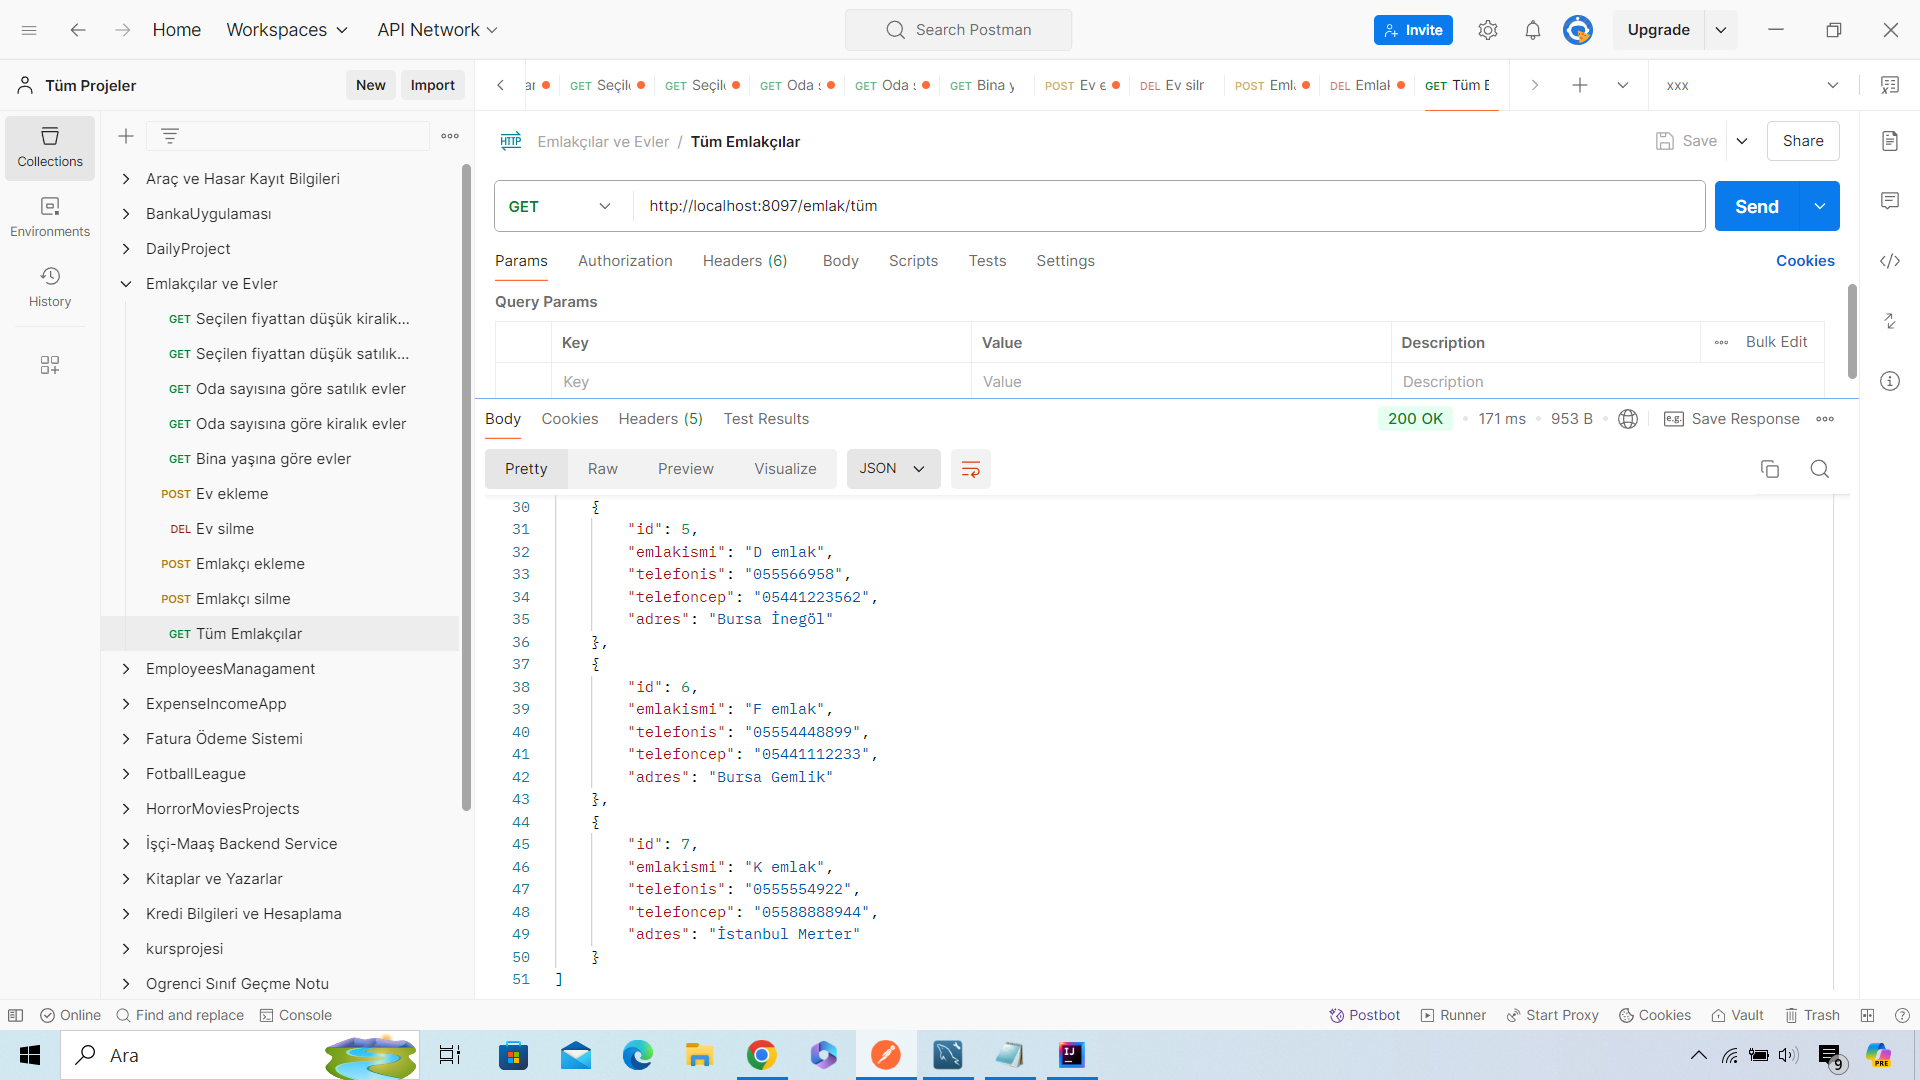 Home Workspaces API Network Search Postman Invite Upgrade
Tüm Projeler New Import
GET Seçil GET Seçil GET Oda GET Oda GET Bina POST Ev DEL Ev POST DEL GET Tüm xxx
Collections
Environments
History
Araç ve Hasar Kayıt Bilgileri
BankaUygulaması
DailyProject
Emlakçılar ve Evler
GET Seçilen fiyattan düşük kiralik...
GET Seçilen fiyattan düşük satılık...
GET Oda sayısına göre satılık evler
GET Oda sayısına göre kiralık evler
GET Bina yaşına göre evler
POST Ev ekleme
DEL Ev silme
POST Emlakçı ekleme
POST Emlakçı silme
GET Tüm Emlakçılar
EmployeesManagament
ExpenseIncomeApp
Fatura Ödeme Sistemi
FotballLeague
HorrorMoviesProjects
İşçi-Maaş Backend Service
Kitaplar ve Yazarlar
Kredi Bilgileri ve Hesaplama
kursprojesi
Ogrenci Sınıf Geçme Notu
HTTP Emlakçılar ve Evler / Tüm Emlakçılar Save Share
GET http://localhost:8097/emlak/tüm Send
Params Authorization Headers (6) Body Scripts Tests Settings Cookies
Query Params
Key Value Description Bulk Edit
Key Value Description
Body Cookies Headers (5) Test Results 200 OK 171 ms 953 B e.g. Save Response
Pretty Raw Preview Visualize JSON
30 {
31 "id": 5,
32 "emlakismi": "D emlak",
33 "telefonis": "055566958",
34 "telefoncep": "05441223562",
35 "adres": "Bursa İnegöl"
36 },
37 {
38 "id": 6,
39 "emlakismi": "F emlak",
40 "telefonis": "05554448899",
41 "telefoncep": "05441112233",
42 "adres": "Bursa Gemlik"
43 },
44 {
45 "id": 7,
46 "emlakismi": "K emlak",
47 "telefonis": "0555554922",
48 "telefoncep": "05588888944",
49 "adres": "İstanbul Merter"
50 }
51 ]
Online Find and replace Console Postbot Runner Start Proxy Cookies Vault Trash
Ara IJ 9 PRE